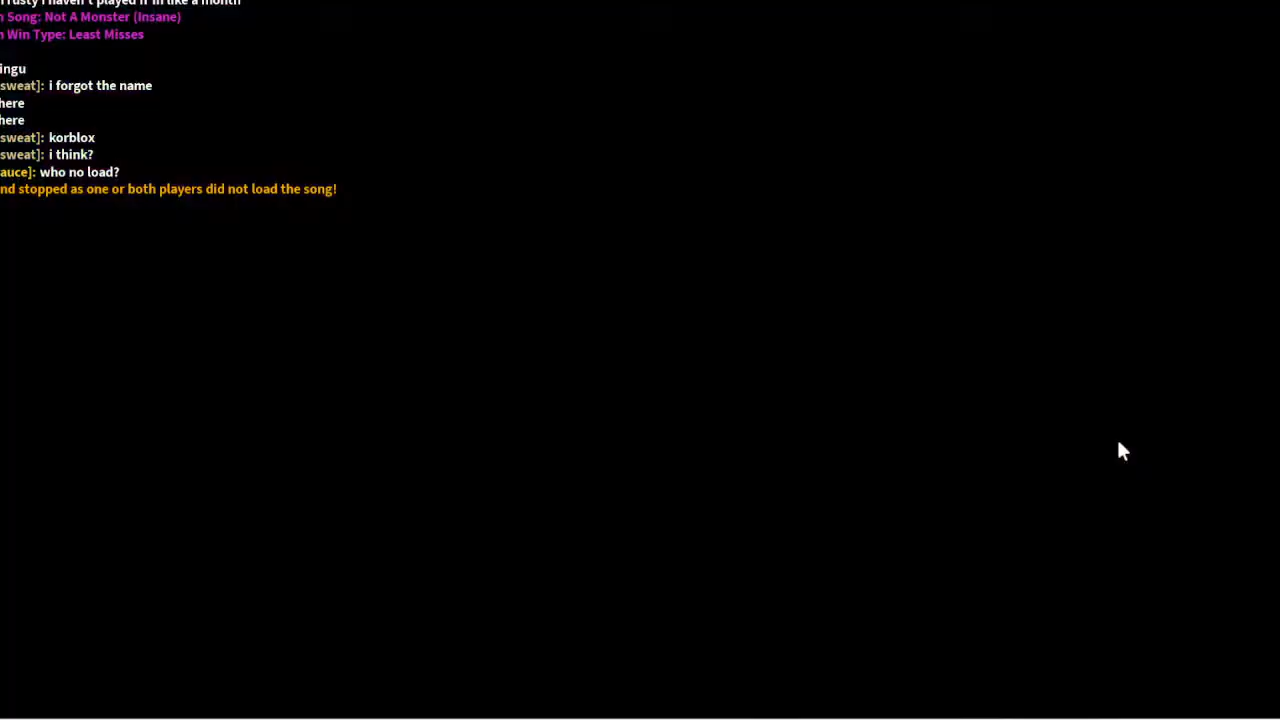 rusty i haven't played it in like a month
n Song: Not A Monster (Insane)
n Win Type: Least Misses
ingu
sweat]: i forgot the name
here
here
sweat]: korblox
sweat]: i think?
auce]: who no load?
nd stopped as one or both players did not load the song!